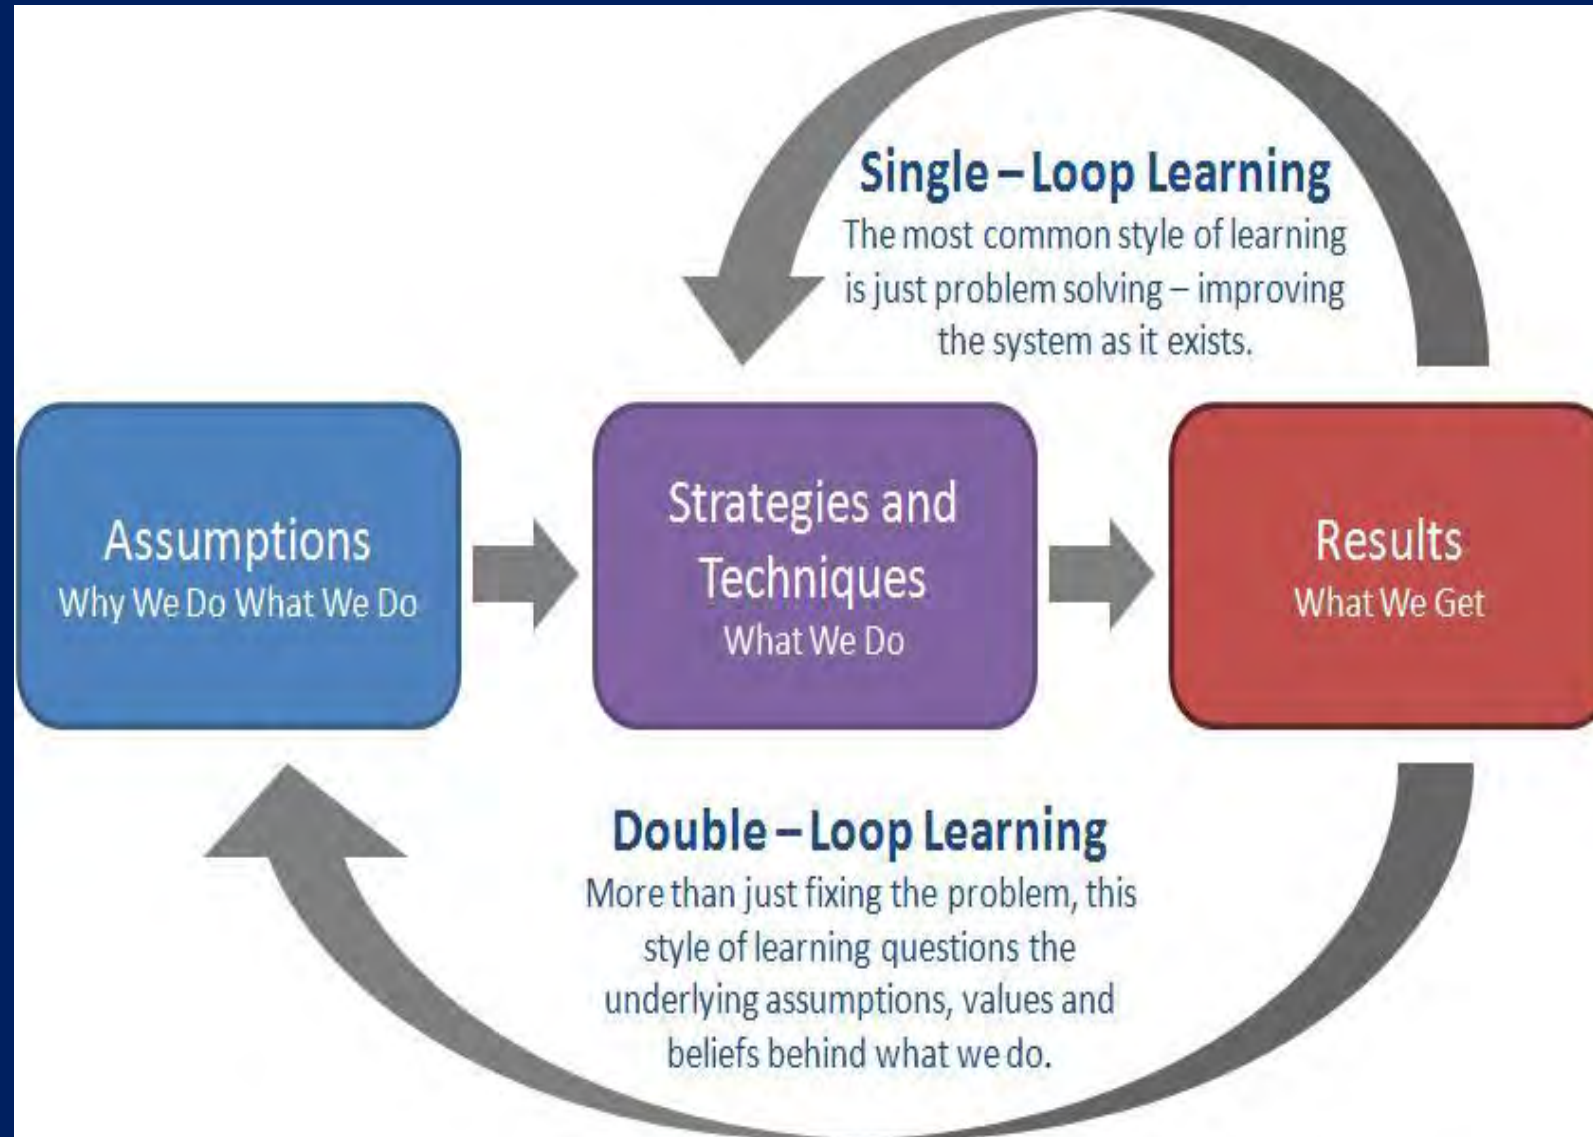 Single – Loop Learning
The most common style of learning
is just problem solving – improving
the system as it exists.
Assumptions
Why We Do What We Do
Strategies and
Techniques
What We Do
Results
What We Get
Double – Loop Learning
More than just fixing the problem, this
style of learning questions the
underlying assumptions, values and
beliefs behind what we do.